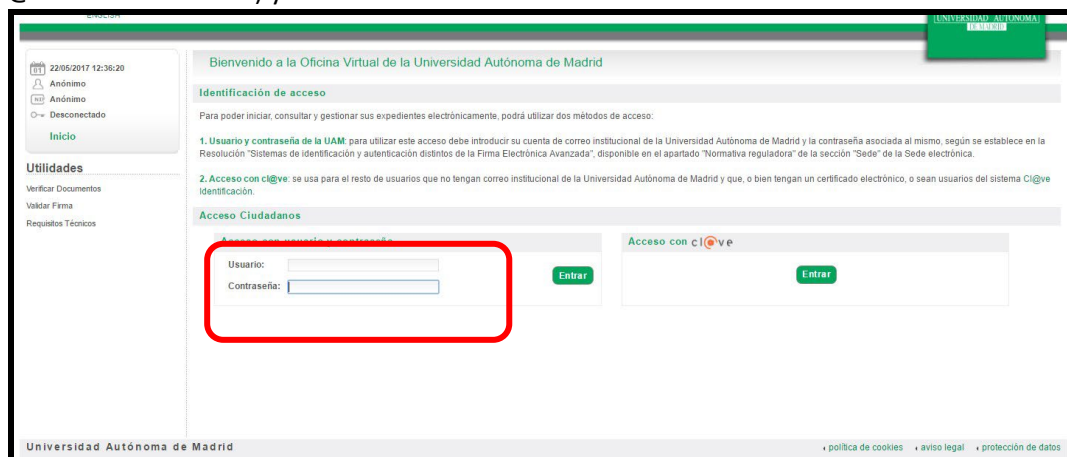 ENGLISH
UNIVERSIDAD AUTONOMA
DE MADRID
22/05/2017 12:36:20
Anónimo
NIF Anónimo
Desconectado
Inicio
Utilidades
Verificar Documentos
Validar Firma
Requisitos Técnicos
Bienvenido a la Oficina Virtual de la Universidad Autónoma de Madrid
Identificación de acceso
Para poder iniciar, consultar y gestionar sus expedientes electrónicamente, podrá utilizar dos métodos de acceso:
1. Usuario y contraseña de la UAM: para utilizar este acceso debe introducir su cuenta de correo institucional de la Universidad Autónoma de Madrid y la contraseña asociada al mismo, según se establece en la
Resolución "Sistemas de identificación y autenticación distintos de la Firma Electrónica Avanzada", disponible en el apartado "Normativa reguladora" de la sección "Sede" de la Sede electrónica.
2. Acceso con cl@ve: se usa para el resto de usuarios que no tengan correo institucional de la Universidad Autónoma de Madrid y que, o bien tengan un certificado electrónico, o sean usuarios del sistema Cl@ve
Identificación.
Acceso Ciudadanos
Acceso con usuario y contraseña
Usuario:
Contraseña:
Entrar
Acceso con cl@ve
Entrar
Universidad Autónoma de Madrid
política de cookies aviso legal protección de datos